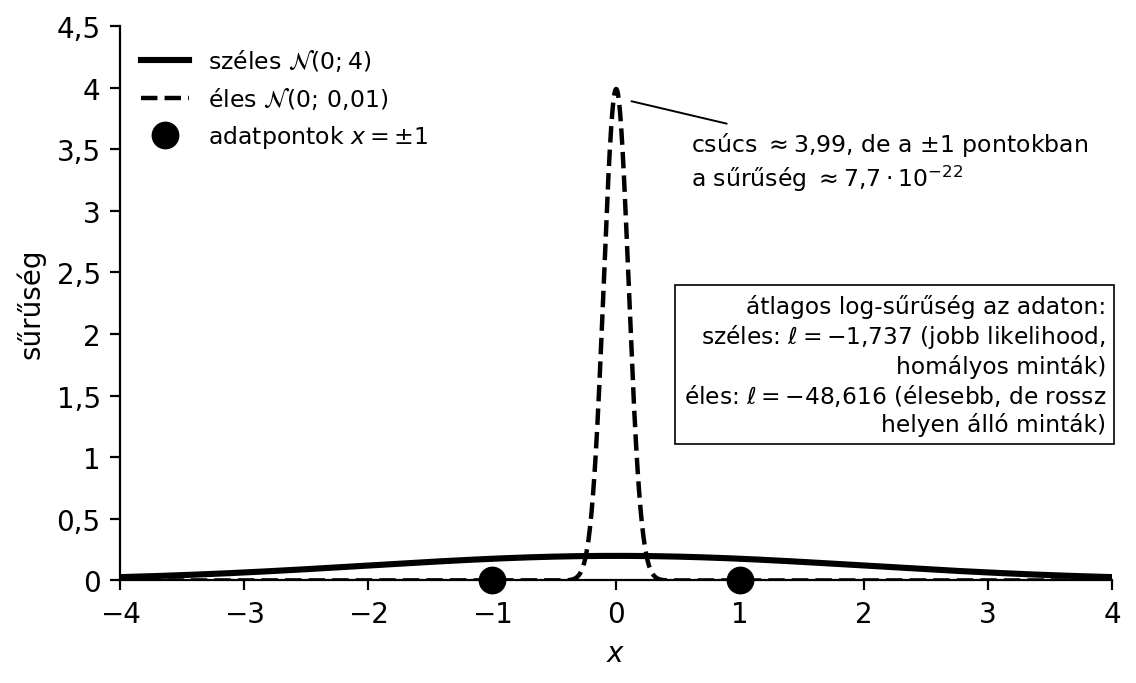 4,5
4
3,5
3
2,5
2
1,5
1
0,5
0
sűrűség
széles 𝒩(0; 4)
éles 𝒩(0; 0,01)
adatpontok x = ±1
csúcs ≈ 3,99, de a ±1 pontokban
a sűrűség ≈ 7,7 · 10⁻²²
átlagos log-sűrűség az adaton:
széles: ℓ = −1,737 (jobb likelihood,
homályos minták)
éles: ℓ = −48,616 (élesebb, de rossz
helyen álló minták)
−4 −3 −2 −1 0 1 2 3 4
x